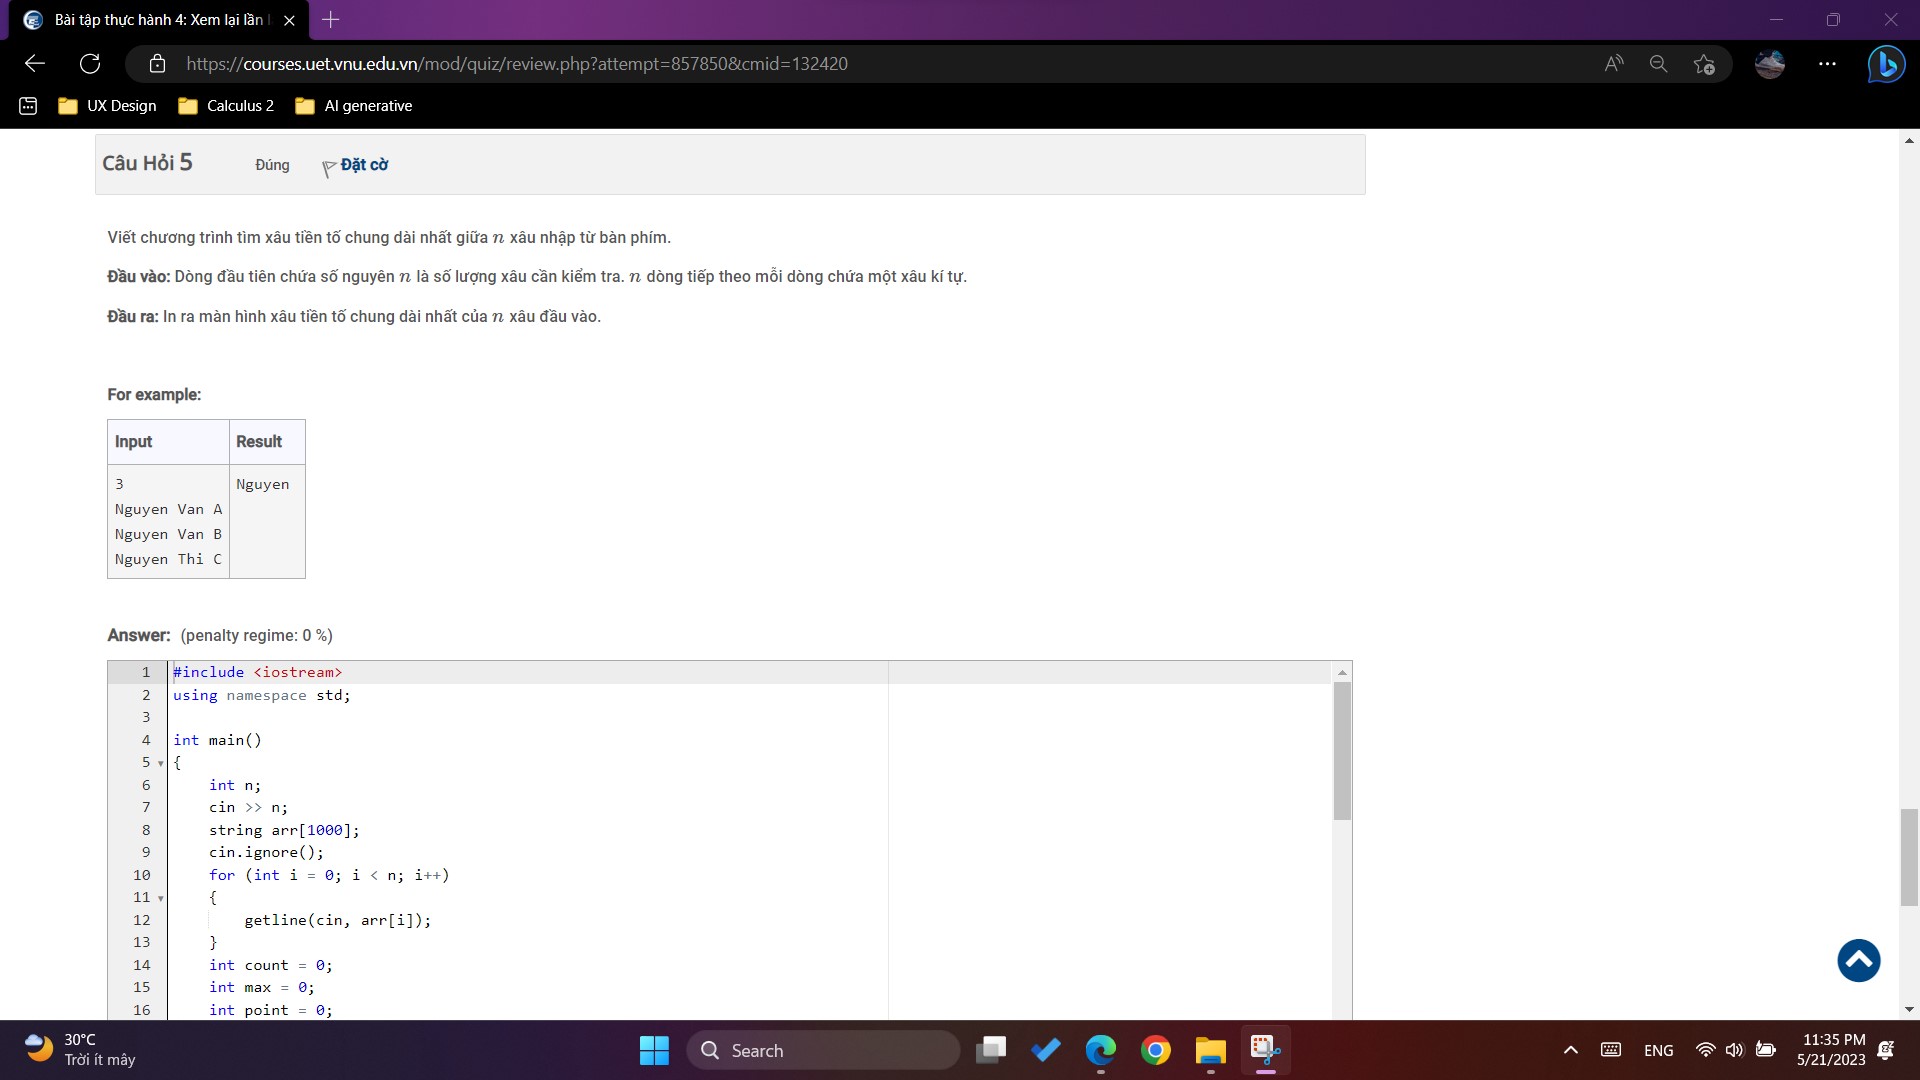 Bài tập thực hành 4: Xem lại lần l
https://courses.uet.vnu.edu.vn/mod/quiz/review.php?attempt=857850&cmid=132420
UX Design
Calculus 2
AI generative
Câu Hỏi 5
Đúng
Đặt cờ
Viết chương trình tìm xâu tiền tố chung dài nhất giữa n xâu nhập từ bàn phím.
Đầu vào: Dòng đầu tiên chứa số nguyên n là số lượng xâu cần kiểm tra. n dòng tiếp theo mỗi dòng chứa một xâu kí tự.
Đầu ra: In ra màn hình xâu tiền tố chung dài nhất của n xâu đầu vào.
For example:
Input Result
3 Nguyen
Nguyen Van A
Nguyen Van B
Nguyen Thi C
Answer: (penalty regime: 0 %)
1 #include <iostream>
2 using namespace std;
3
4 int main()
5 {
6 int n;
7 cin >> n;
8 string arr[1000];
9 cin.ignore();
10 for (int i = 0; i < n; i++)
11 {
12 getline(cin, arr[i]);
13 }
14 int count = 0;
15 int max = 0;
16 int point = 0;
30°C
Trời ít mây
Search
ENG
11:35 PM
5/21/2023